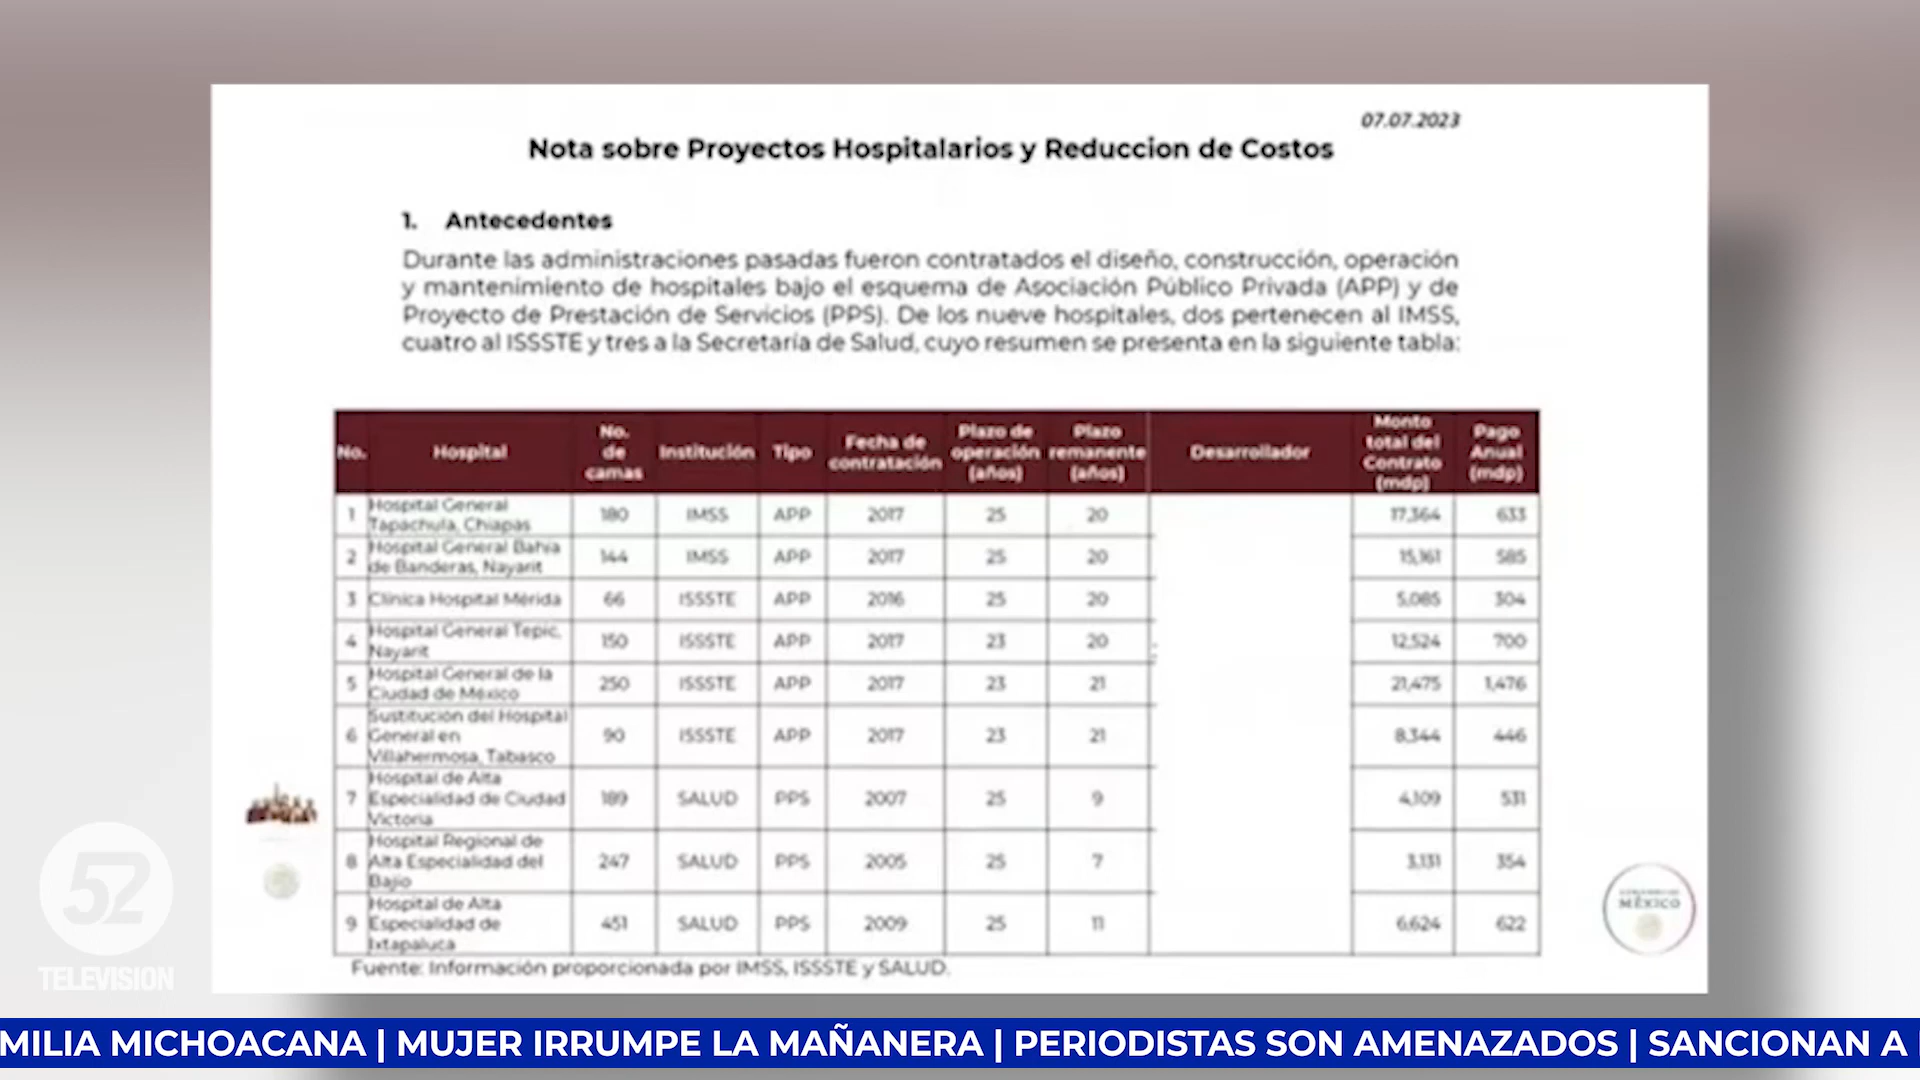 07.07.2023
Nota sobre Proyectos Hospitalarios y Reduccion de Costos
1. Antecedentes
Durante las administraciones pasadas fueron contratados el diseño, construcción, operación
y mantenimiento de hospitales bajo el esquema de Asociación Público Privada (APP) y de
Proyecto de Prestación de Servicios (PPS). De los nueve hospitales, dos pertenecen al IMSS,
cuatro al ISSSTE y tres a la Secretaría de Salud, cuyo resumen se presenta en la siguiente tabla:
No. Hospital No. de camas Institución Tipo Fecha de contratación Plazo de operación (años) Plazo remanente (años) Desarrollador Monto total del Contrato (mdp) Pago Anual (mdp)
1 Hospital General Tapachula, Chiapas 180 IMSS APP 2017 25 20 17,364 633
2 Hospital General Bahía de Banderas, Nayarit 144 IMSS APP 2017 25 20 15,161 585
3 Clínica Hospital Mérida 66 ISSSTE APP 2016 25 20 5,085 304
4 Hospital General Tepic, Nayarit 150 ISSSTE APP 2017 23 20 12,524 700
5 Hospital General de la Ciudad de México 250 ISSSTE APP 2017 23 21 21,475 1,476
6 Sustitución del Hospital General en Villahermosa, Tabasco 90 ISSSTE APP 2017 23 21 8,344 446
7 Hospital de Alta Especialidad de Ciudad Victoria 189 SALUD PPS 2007 25 9 4,109 531
8 Hospital Regional de Alta Especialidad del Bajio 247 SALUD PPS 2005 25 7 3,131 354
9 Hospital de Alta Especialidad de Ixtapaluca 451 SALUD PPS 2009 25 11 6,624 622
Fuente: Información proporcionada por IMSS, ISSSTE y SALUD.
MÉXICO
52
TELEVISION
MILIA MICHOACANA | MUJER IRRUMPE LA MAÑANERA | PERIODISTAS SON AMENAZADOS | SANCIONAN A